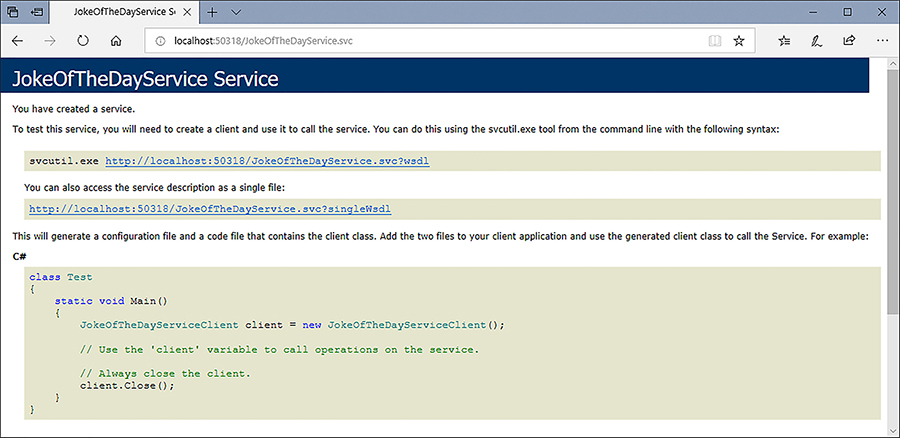 JokeOfTheDayService Se
localhost:50318/JokeOfTheDayService.svc
JokeOfTheDayService Service
You have created a service.
To test this service, you will need to create a client and use it to call the service. You can do this using the svcutil.exe tool from the command line with the following syntax:
svcutil.exe http://localhost:50318/JokeOfTheDayService.svc?wsdl
You can also access the service description as a single file:
http://localhost:50318/JokeOfTheDayService.svc?singleWsdl
This will generate a configuration file and a code file that contains the client class. Add the two files to your client application and use the generated client class to call the Service. For example:
C#
class Test
{
static void Main()
{
JokeOfTheDayServiceClient client = new JokeOfTheDayServiceClient();
// Use the 'client' variable to call operations on the service.
// Always close the client.
client.Close();
}
}